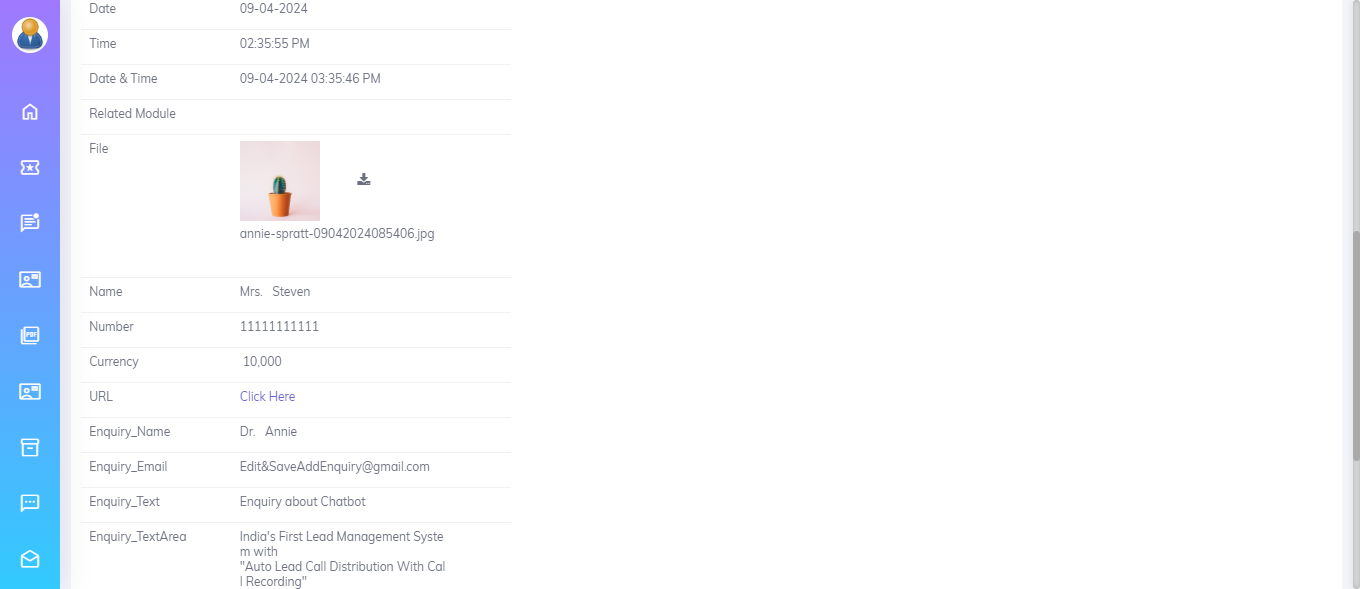 Date 09-04-2024
Time 02:35:55 PM
Date & Time 09-04-2024 03:35:46 PM
Related Module
File
annie-spratt-09042024085406.jpg
Name Mrs. Steven
Number 11111111111
Currency 10,000
URL Click Here
Enquiry_Name Dr. Annie
Enquiry_Email Edit&SaveAddEnquiry@gmail.com
Enquiry_Text Enquiry about Chatbot
Enquiry_TextArea India's First Lead Management Syste
m with
"Auto Lead Call Distribution With Cal
l Recording"
PDF